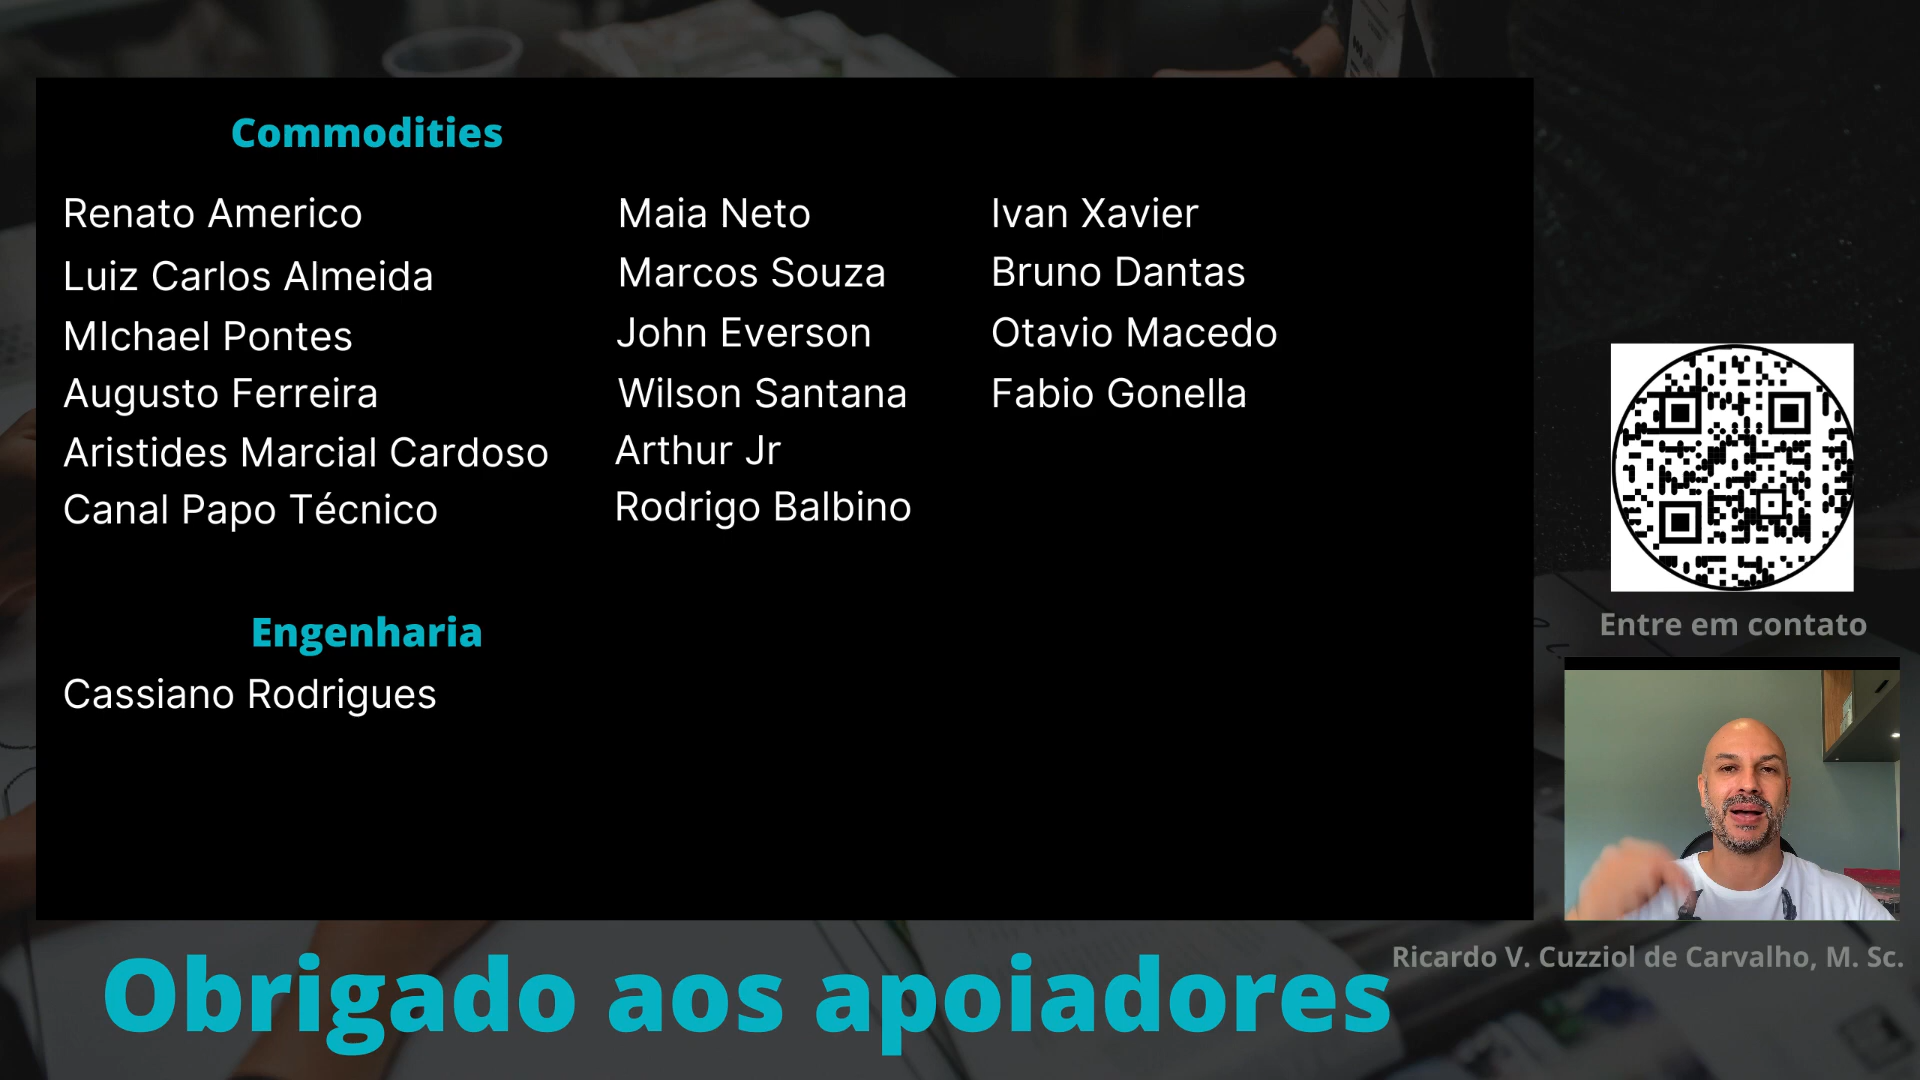 Commodities
Renato Americo
Luiz Carlos Almeida
MIchael Pontes
Augusto Ferreira
Aristides Marcial Cardoso
Canal Papo Técnico
Maia Neto
Marcos Souza
John Everson
Wilson Santana
Arthur Jr
Rodrigo Balbino
Ivan Xavier
Bruno Dantas
Otavio Macedo
Fabio Gonella
Engenharia
Cassiano Rodrigues
Entre em contato
Ricardo V. Cuzziol de Carvalho, M. Sc.
Obrigado aos apoiadores